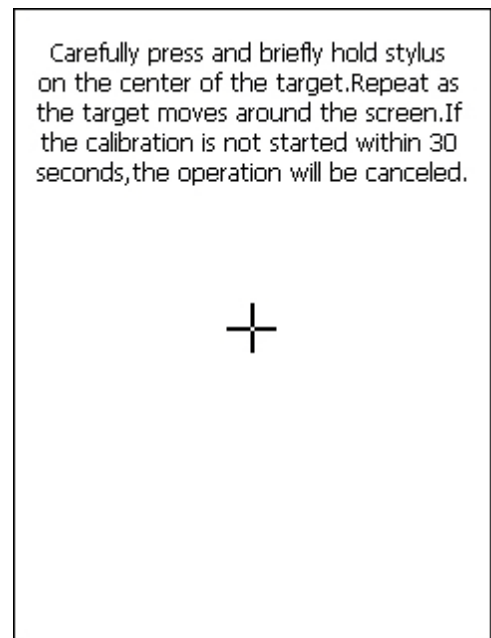 Carefully press and briefly hold stylus
on the center of the target.Repeat as
the target moves around the screen.If
the calibration is not started within 30
seconds,the operation will be canceled.